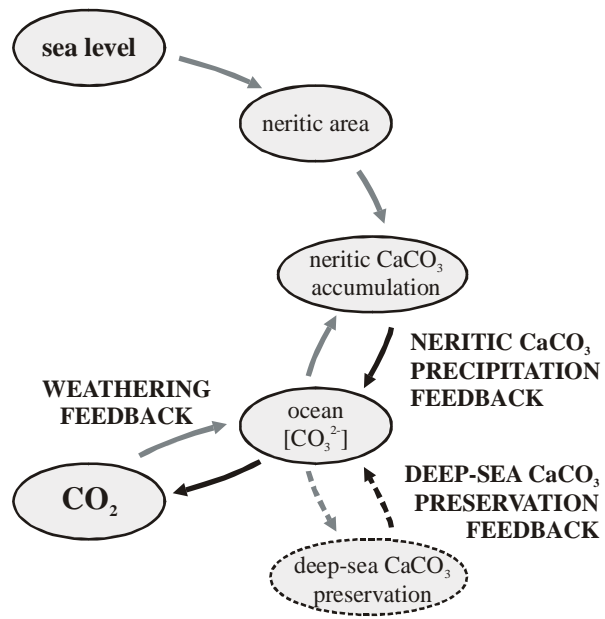 sea level
neritic area
neritic CaCO₃
accumulation
NERITIC CaCO₃
PRECIPITATION
FEEDBACK
WEATHERING
FEEDBACK
ocean
[CO₃²⁻]
CO₂
DEEP-SEA CaCO₃
PRESERVATION
FEEDBACK
deep-sea CaCO₃
preservation